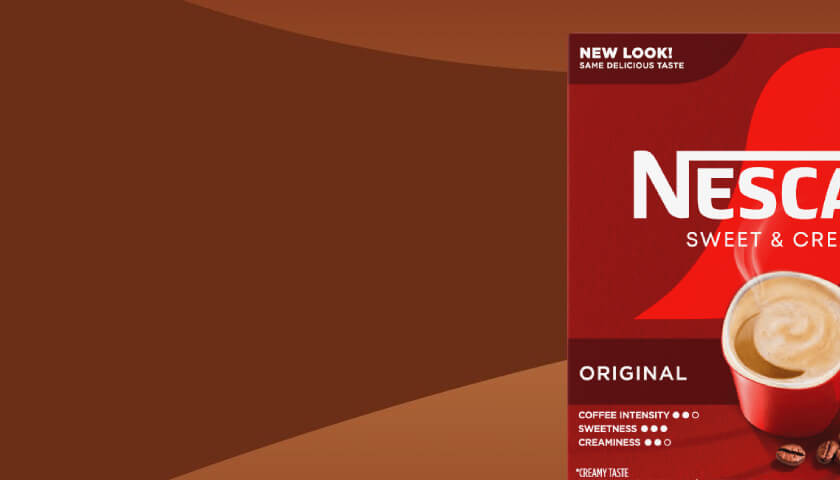 NEW LOOK!
SAME DELICIOUS TASTE
NESCA
SWEET & CRE
ORIGINAL
COFFEE INTENSITY
SWEETNESS
CREAMINESS
*CREAMY TASTE